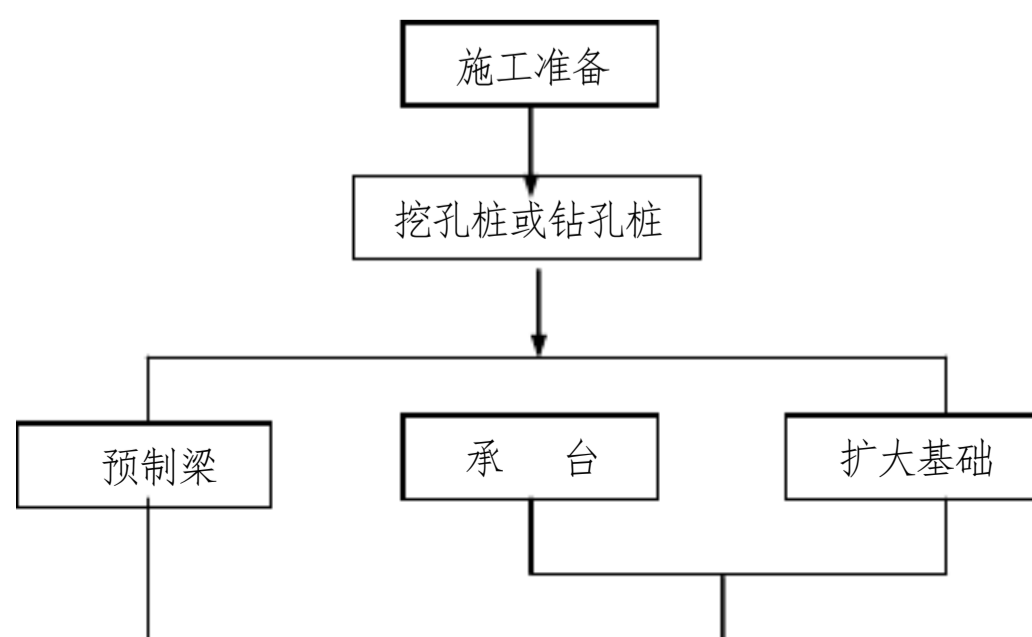 施工准备
挖孔桩或钻孔桩
预制梁
承 台
扩大基础